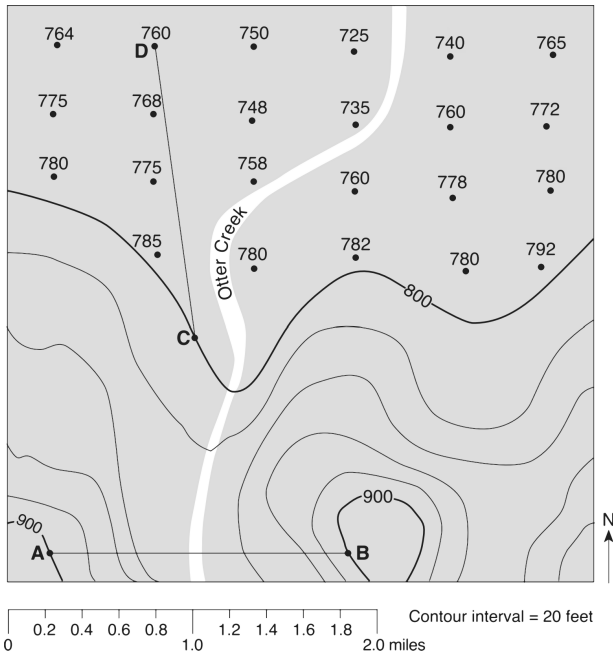 764 760 750 725 740 765
D
775 768 748 735 760 772
780 775 758 760 778 780
Otter Creek
785 780 782 780 792
800
C
900
900
A B
N
Contour interval = 20 feet
0 0.2 0.4 0.6 0.8 1.0 1.2 1.4 1.6 1.8 2.0 miles